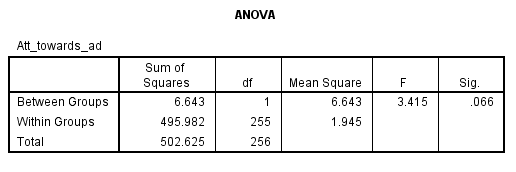 ANOVA
Att_towards_ad
Sum of Squares df Mean Square F Sig.
Between Groups 6.643 1 6.643 3.415 .066
Within Groups 495.982 255 1.945
Total 502.625 256